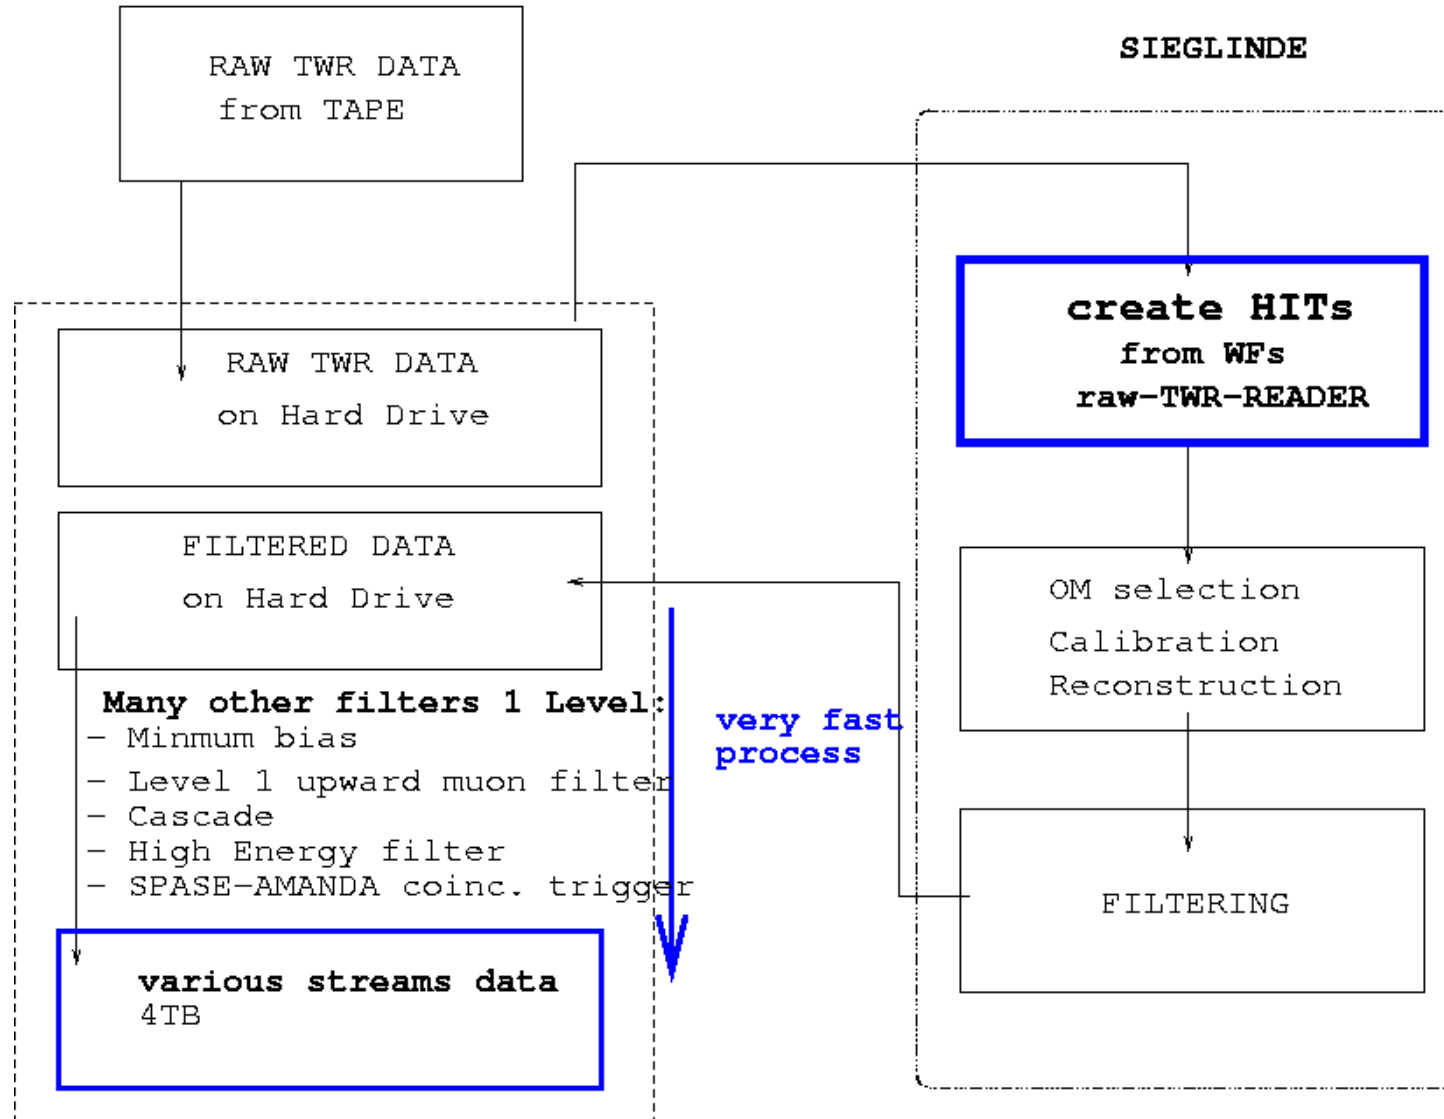 RAW TWR DATA
from TAPE
RAW TWR DATA
on Hard Drive
FILTERED DATA
on Hard Drive
Many other filters 1 Level:
– Minmum bias
– Level 1 upward muon filter
– Cascade
– High Energy filter
– SPASE–AMANDA coinc. trigger
various streams data
4TB
very fast
process
SIEGLINDE
create HITs
from WFs
raw–TWR–READER
OM selection
Calibration
Reconstruction
FILTERING